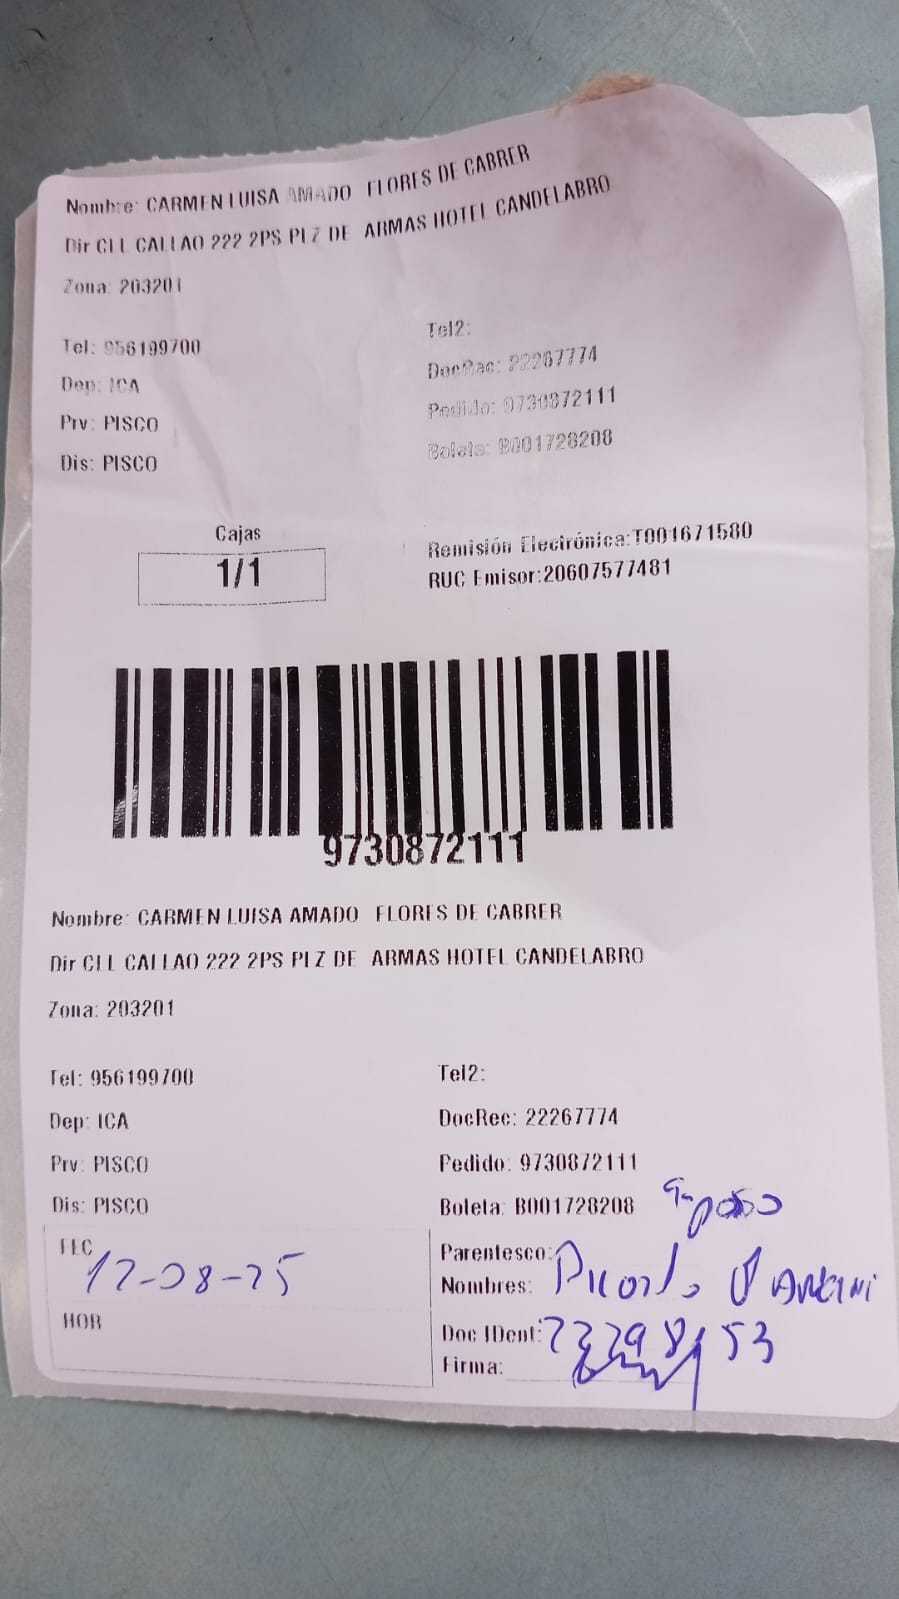 Nombre: CARMEN LUISA AMADO FLORES DE CABRER
Dir CLL CALLAO 222 2PS PLZ DE ARMAS HOTEL CANDELABRO
Zona: 203201
Tel: 956199700
Tel2:
Dep: ICA
DocRec: 22267774
Prv: PISCO
Pedido: 9730872111
Dis: PISCO
Boleta: B001728208
Cajas
1/1
Remisión Electrónica:T001671580
RUC Emisor:20607577481
9730872111
Nombre: CARMEN LUISA AMADO FLORES DE CABRER
Dir CLL CALLAO 222 2PS PLZ DE ARMAS HOTEL CANDELABRO
Zona: 203201
Tel: 956199700
Tel2:
Dep: ICA
DocRec: 22267774
Prv: PISCO
Pedido: 9730872111
Dis: PISCO
Boleta: B001728208
FEC
HOR
Parentesco:
Nombres:
Doc IDent:
Firma: